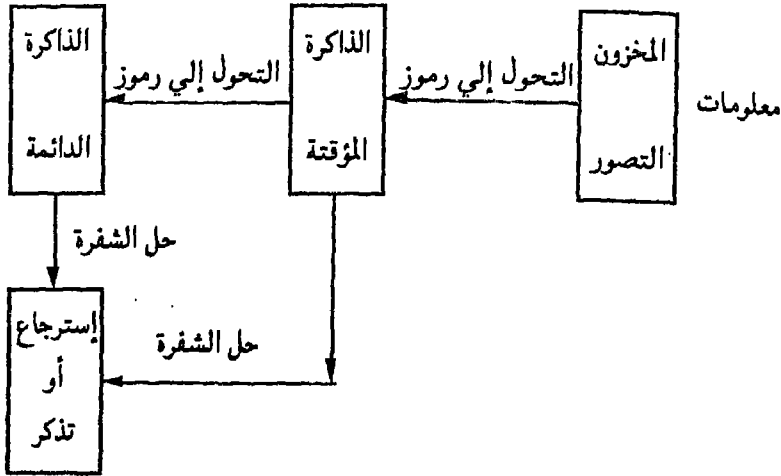 معلومات
المخزون
التصور
التحول إلي رموز
الذاكرة
المؤقتة
التحول إلي رموز
الذاكرة
الدائمة
حل الشفرة
حل الشفرة
إسترجاع
أو
تذكر